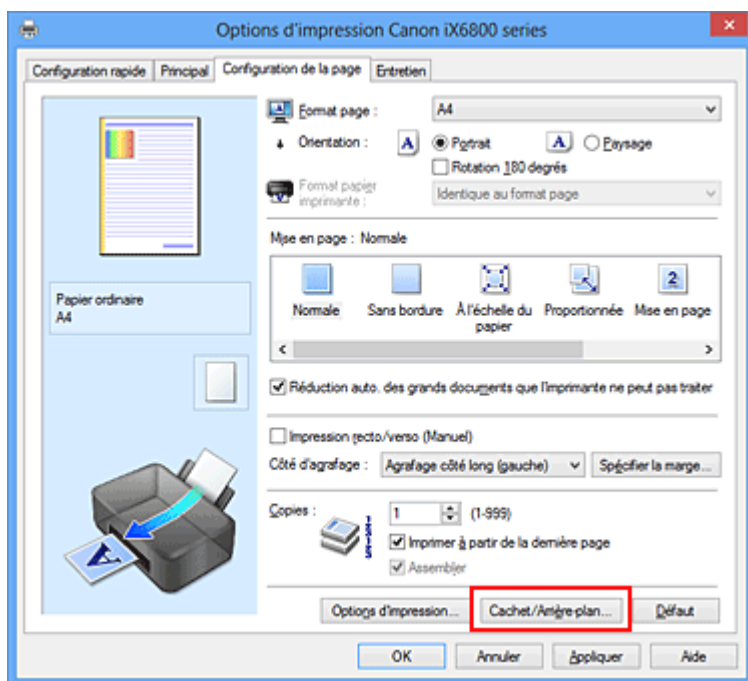 Options d'impression Canon iX6800 series
Configuration rapide Principal Configuration de la page Entretien
Format page : A4
Orientation : A Portrait A Paysage
Rotation 180 degrés
Format papier imprimante : Identique au format page
Mise en page : Normale
2
Normale Sans bordure À l'échelle du papier Proportionnée Mise en page
Papier ordinaire
A4
Réduction auto. des grands documents que l'imprimante ne peut pas traiter
Impression recto/verso (Manuel)
Côté d'agrafage : Agrafage côté long (gauche) Spécifier la marge...
Copies : 1 (1-999)
Imprimer à partir de la dernière page
Assembler
A
Options d'impression... Cachet/Arrière-plan... Défaut
OK Annuler Appliquer Aide